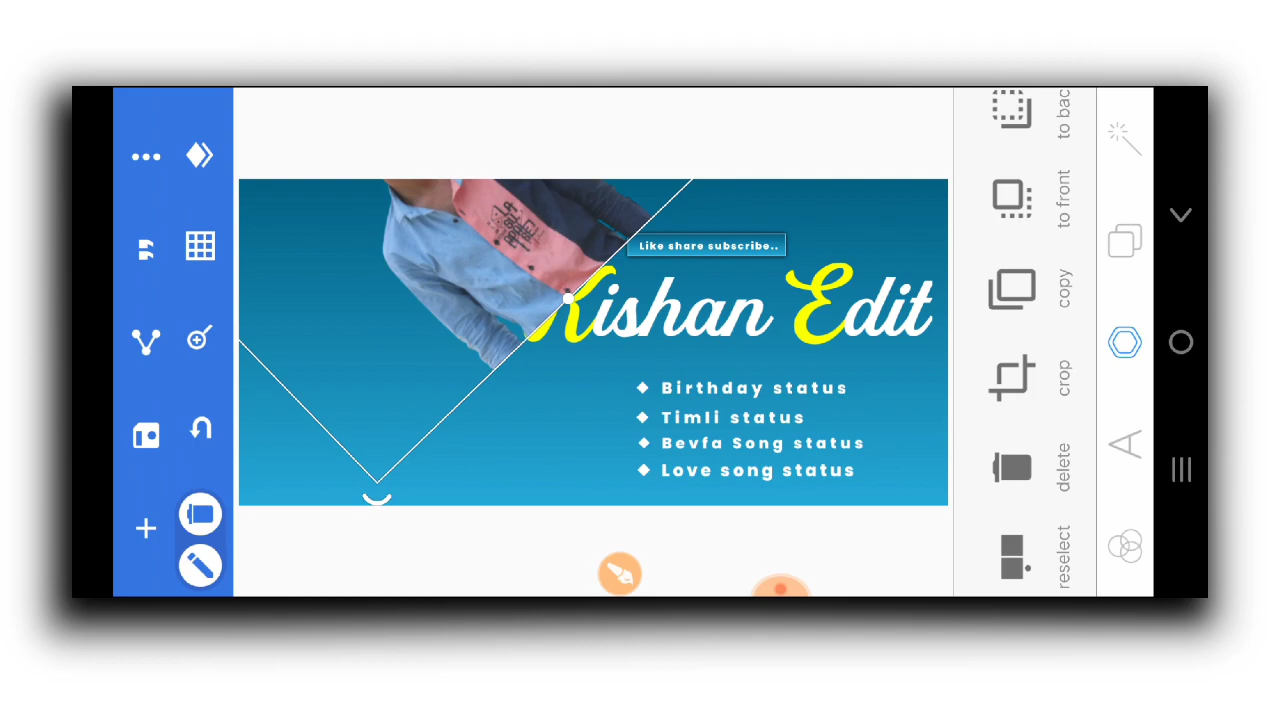 Like share subscribe..
Kishan Edit
❖ Birthday status
❖ Timli status
❖ Bevfa Song status
❖ Love song status
to bac
to front
copy
crop
delete
reselect
A